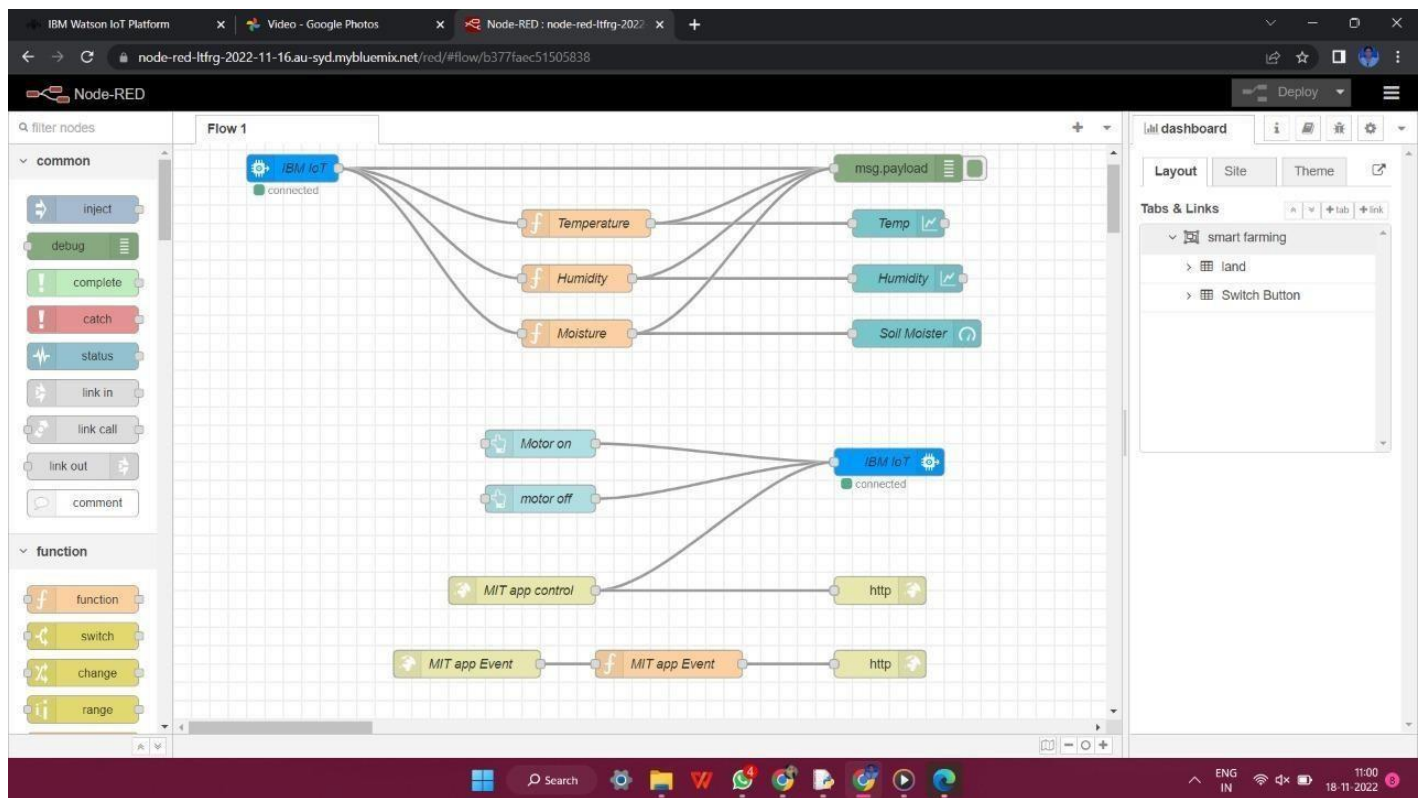 IBM Watson IoT Platform
Video - Google Photos
Node-RED : node-red-ltfrg-2022
node-red-ltfrg-2022-11-16.au-syd.mybluemix.net/red/#flow/b377faec51505838
Node-RED
Deploy
filter nodes
Flow 1
dashboard
common
inject
debug
complete
catch
status
link in
link call
link out
comment
function
function
switch
change
range
IBM IoT
connected
msg.payload
Temperature
Temp
Humidity
Humidity
Moisture
Soil Moister
Motor on
motor off
IBM IoT
connected
MIT app control
http
MIT app Event
MIT app Event
http
Layout
Site
Theme
Tabs & Links
+ tab
+ link
smart farming
land
Switch Button
Search
4
ENG
IN
11:00
18-11-2022
8